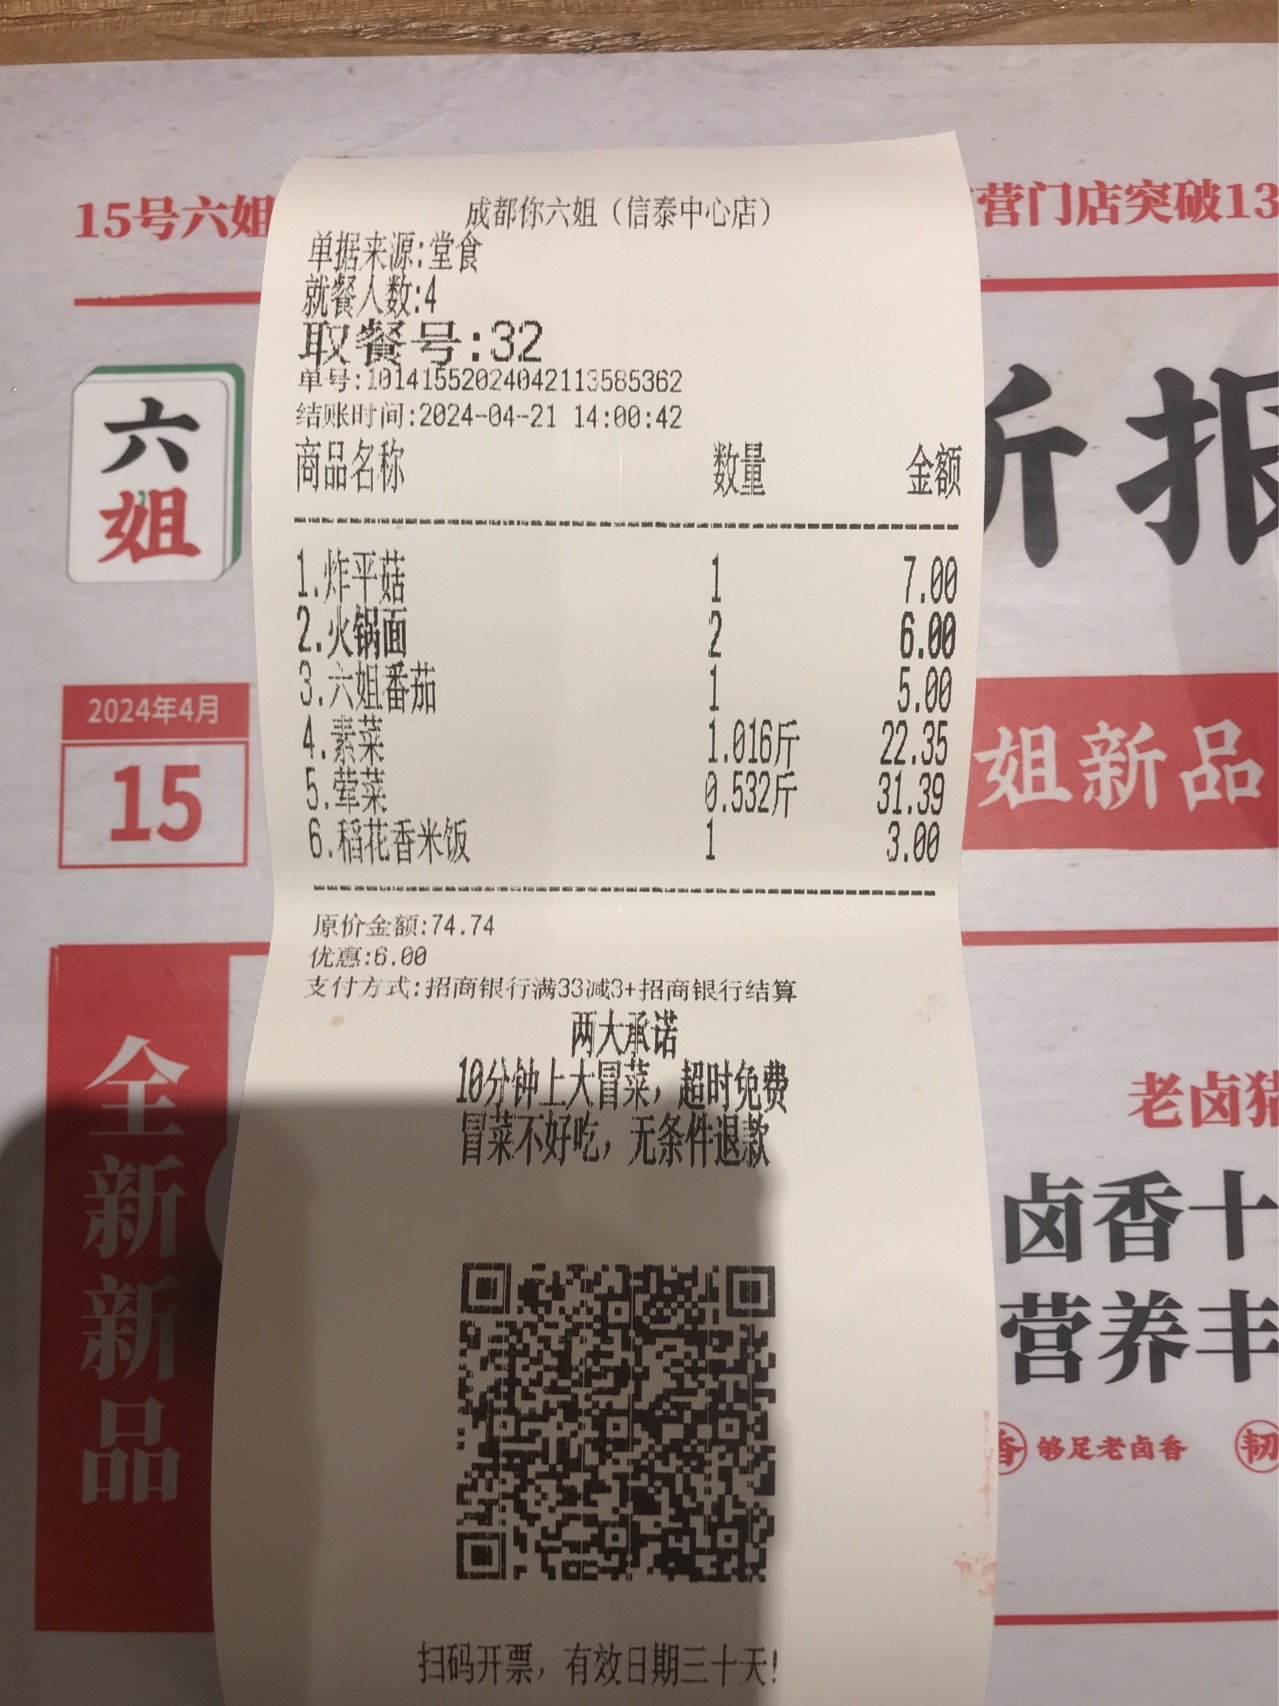 15号六姐
营门店突破13
成都你六姐（信泰中心店）
单据来源:堂食
就餐人数:4
取餐号:32
单号:10141552024042113585362
结账时间:2024-04-21 14:00:42
商品名称 数量 金额
1.炸平菇 1 7.00
2.火锅面 2 6.00
3.六姐番茄 1 5.00
4.素菜 1.016斤 22.35
5.荤菜 0.532斤 31.39
6.稻花香米饭 1 3.00
原价金额:74.74
优惠:6.00
支付方式:招商银行满33减3+招商银行结算
两大承诺
10分钟上大冒菜，超时免费
冒菜不好吃，无条件退款
扫码开票，有效日期三十天!
六
姐
报
2024年4月
15
姐新品
全
新
新
品
老卤猪
卤香十
营养丰
香 够足老卤香 韧